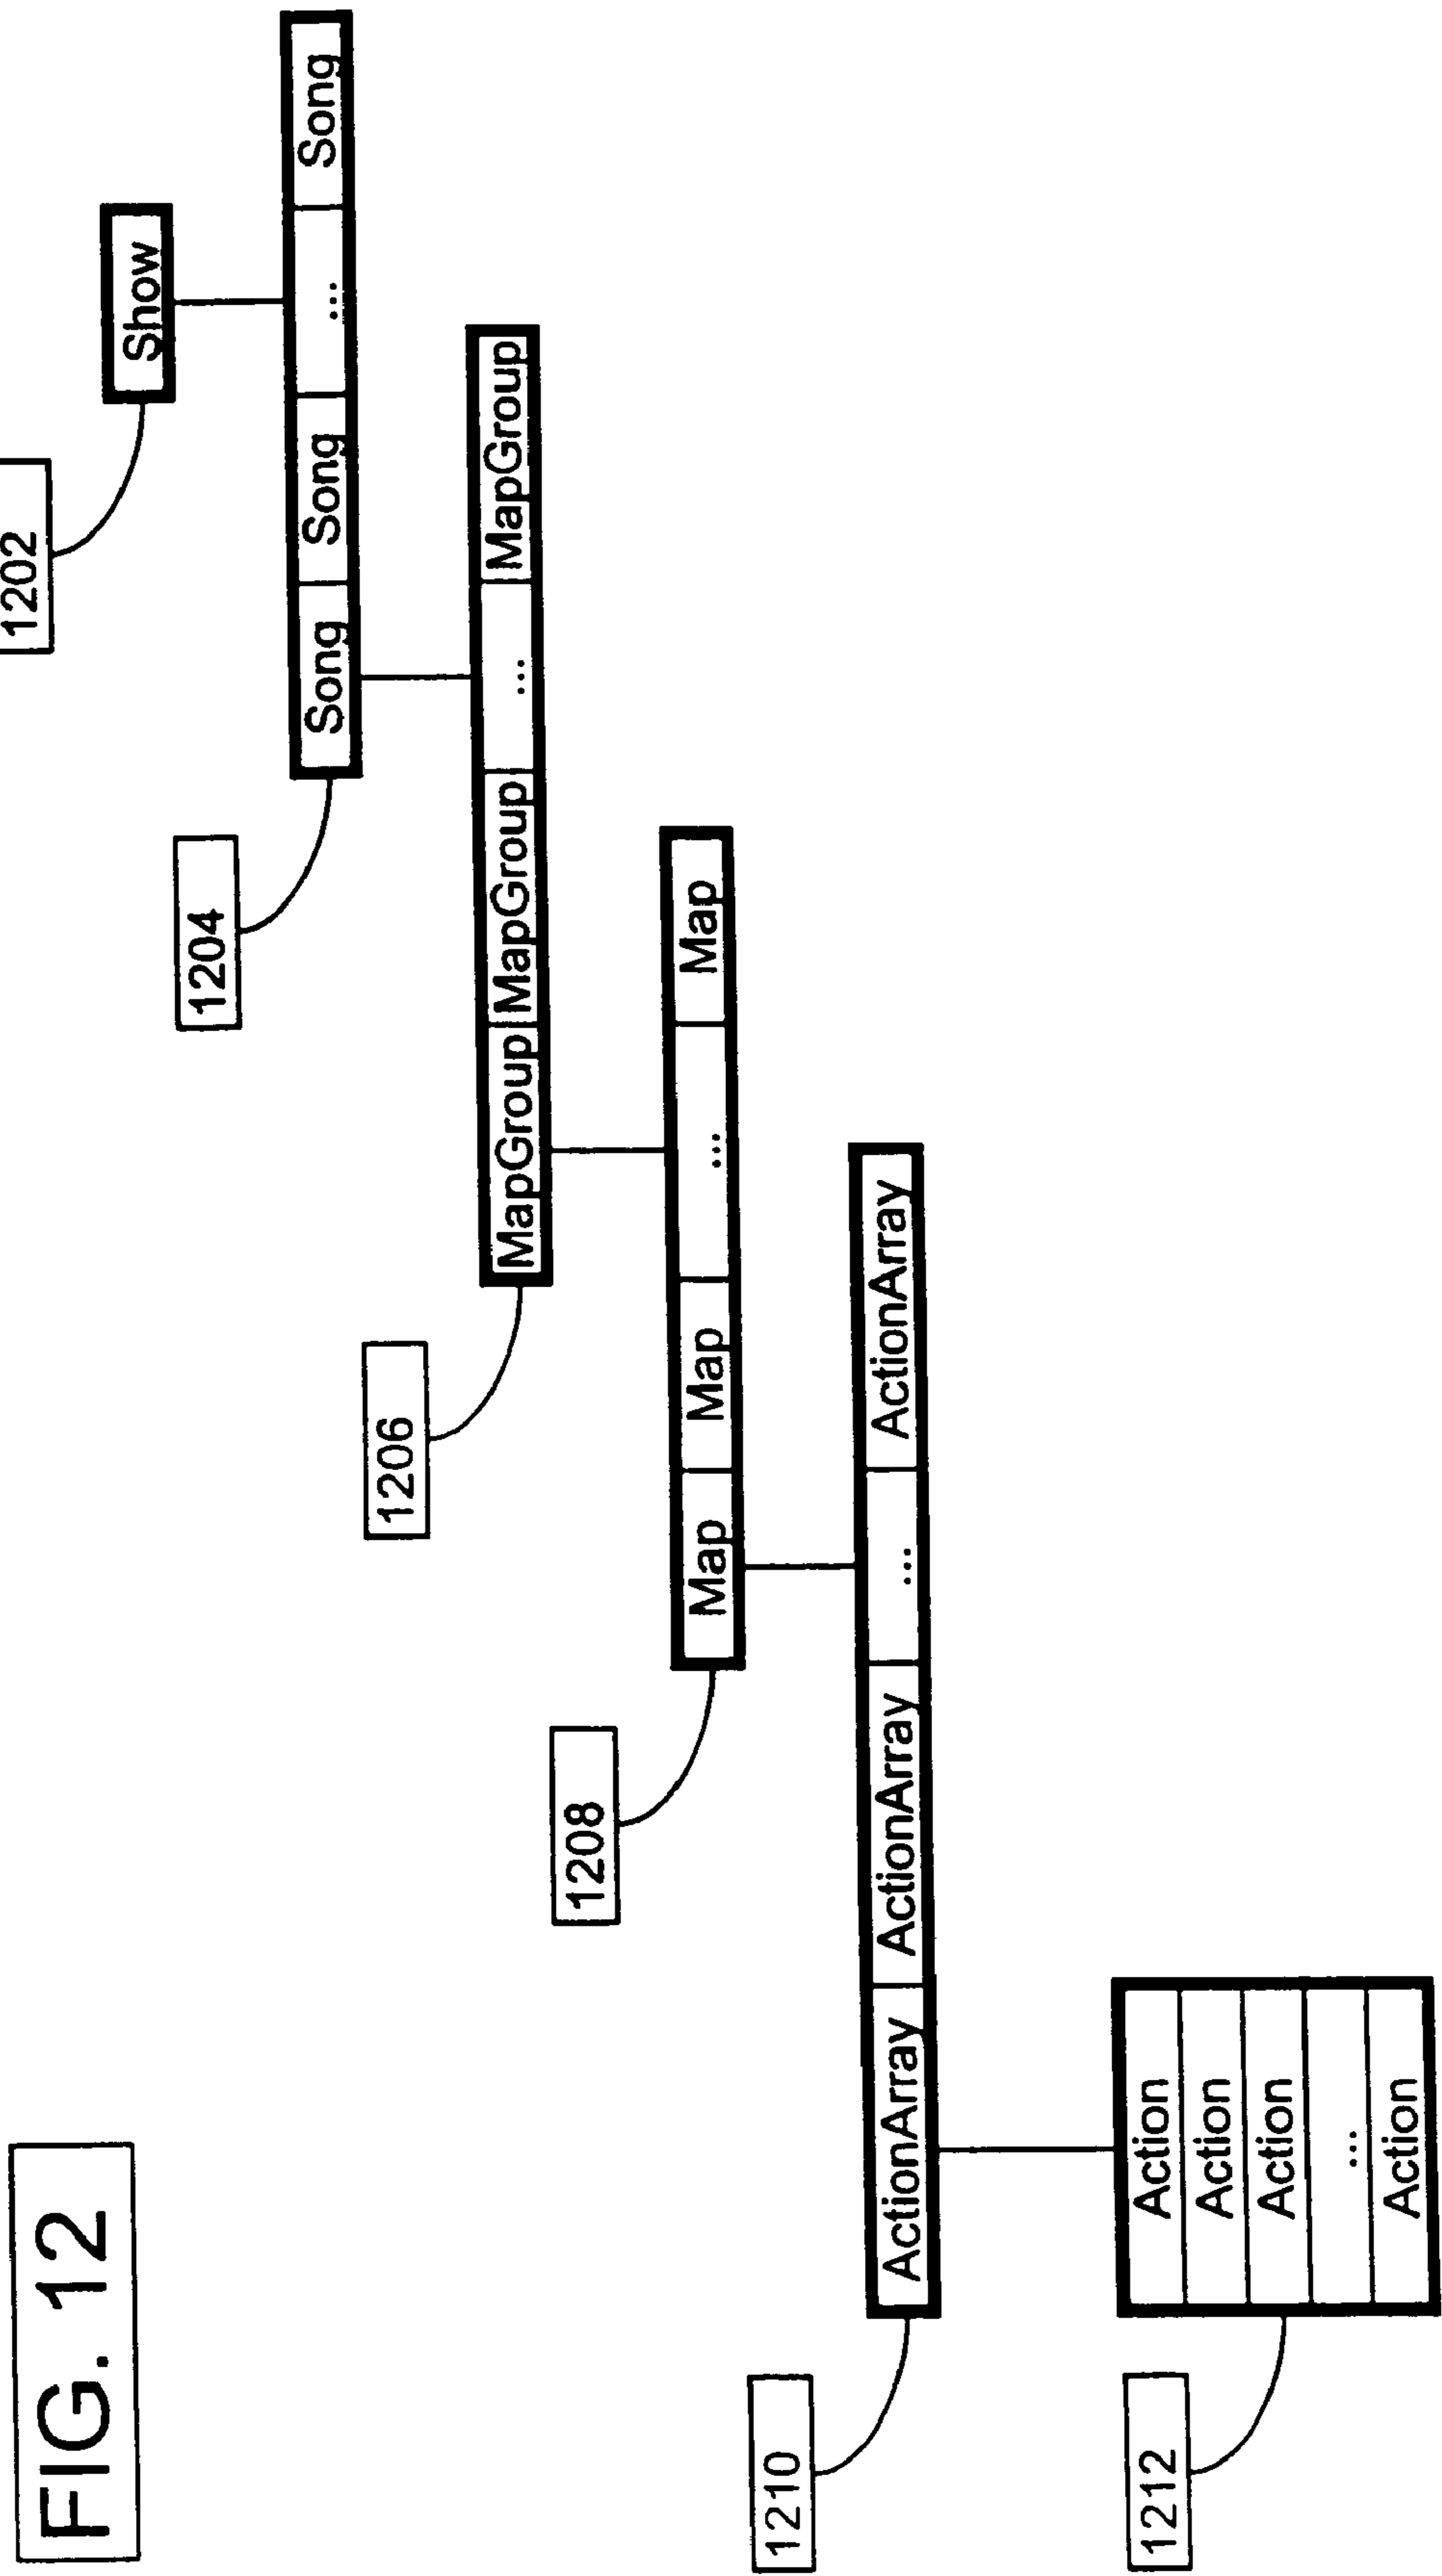 FIG. 12
1202
Show
1204
Song Song ... Song
1206
MapGroup MapGroup ... MapGroup
1208
Map Map ... Map
1210
ActionArray ActionArray ... ActionArray
1212
Action
Action
Action
...
Action